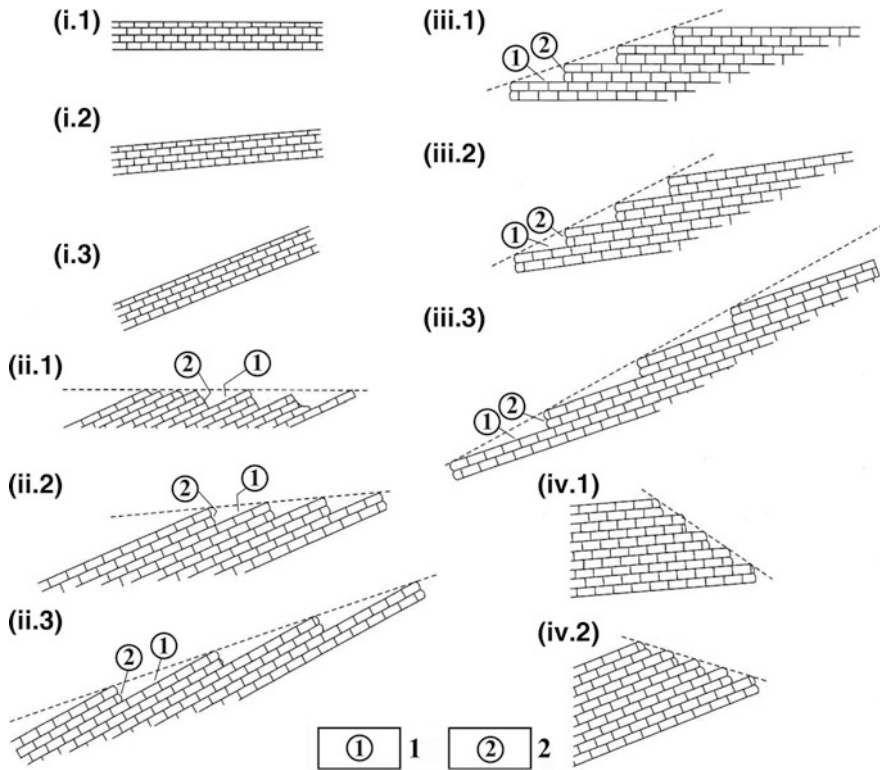 (i.1)
(i.2)
(i.3)
(ii.1)
② ①
(ii.2)
② ①
(ii.3)
② ①
(iii.1)
① ②
(iii.2)
① ②
(iii.3)
① ②
(iv.1)
(iv.2)
① 1 ② 2